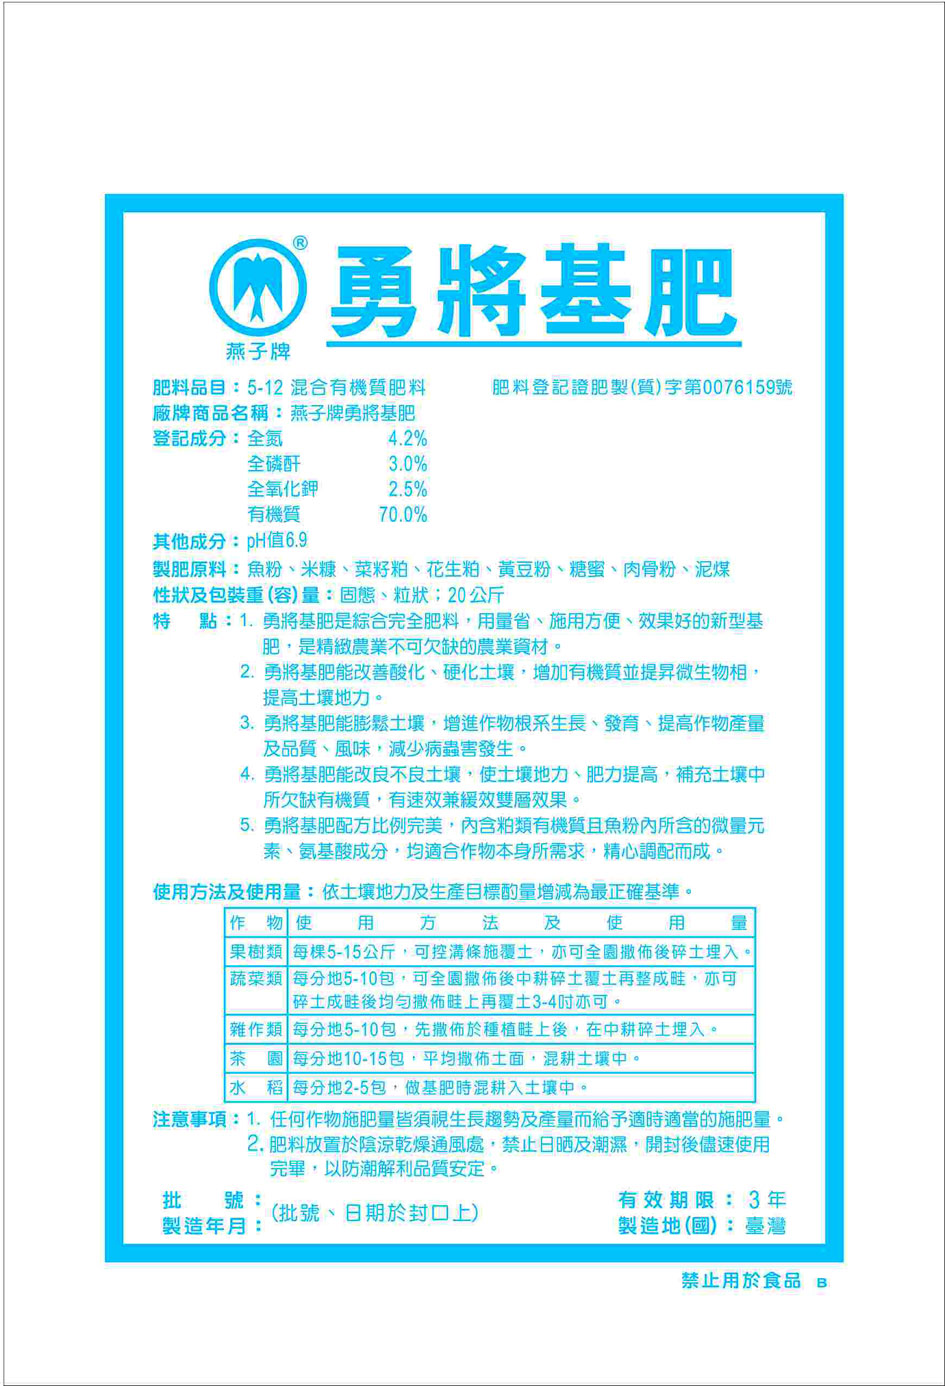 ®
勇將基肥
燕子牌
肥料品目：5-12 混合有機質肥料 肥料登記證肥製(質)字第0076159號
廠牌商品名稱：燕子牌勇將基肥
登記成分：全氮 4.2%
全磷酐 3.0%
全氧化鉀 2.5%
有機質 70.0%
其他成分：pH值6.9
製肥原料：魚粉、米糠、菜籽粕、花生粕、黃豆粉、糖蜜、肉骨粉、泥煤
性狀及包裝重(容)量：固態、粒狀；20公斤
特 點：1. 勇將基肥是綜合完全肥料，用量省、施用方便、效果好的新型基
肥，是精緻農業不可欠缺的農業資材。
2. 勇將基肥能改善酸化、硬化土壤，增加有機質並提昇微生物相，
提高土壤地力。
3. 勇將基肥能膨鬆土壤，增進作物根系生長、發育、提高作物產量
及品質、風味，減少病蟲害發生。
4. 勇將基肥能改良不良土壤，使土壤地力、肥力提高，補充土壤中
所欠缺有機質，有速效兼緩效雙層效果。
5. 勇將基肥配方比例完美，內含粕類有機質且魚粉內所含的微量元
素、氨基酸成分，均適合作物本身所需求，精心調配而成。
使用方法及使用量：依土壤地力及生產目標酌量增減為最正確基準。
作 物 使 用 方 法 及 使 用 量
果樹類 每棵5-15公斤，可控溝條施覆土，亦可全園撒佈後碎土埋入。
蔬菜類 每分地5-10包，可全園撒佈後中耕碎土覆土再整成畦，亦可
碎土成畦後均勻撒佈畦上再覆土3-4吋亦可。
雜作類 每分地5-10包，先撒佈於種植畦上後，在中耕碎土埋入。
茶 園 每分地10-15包，平均撒佈土面，混耕土壤中。
水 稻 每分地2-5包，做基肥時混耕入土壤中。
注意事項：1. 任何作物施肥量皆須視生長趨勢及產量而給予適時適當的施肥量。
2. 肥料放置於陰涼乾燥通風處，禁止日晒及潮濕，開封後儘速使用
完畢，以防潮解利品質安定。
批 號： 有效期限：3年
(批號、日期於封口上)
製造年月： 製造地(國)：臺灣
禁止用於食品 B